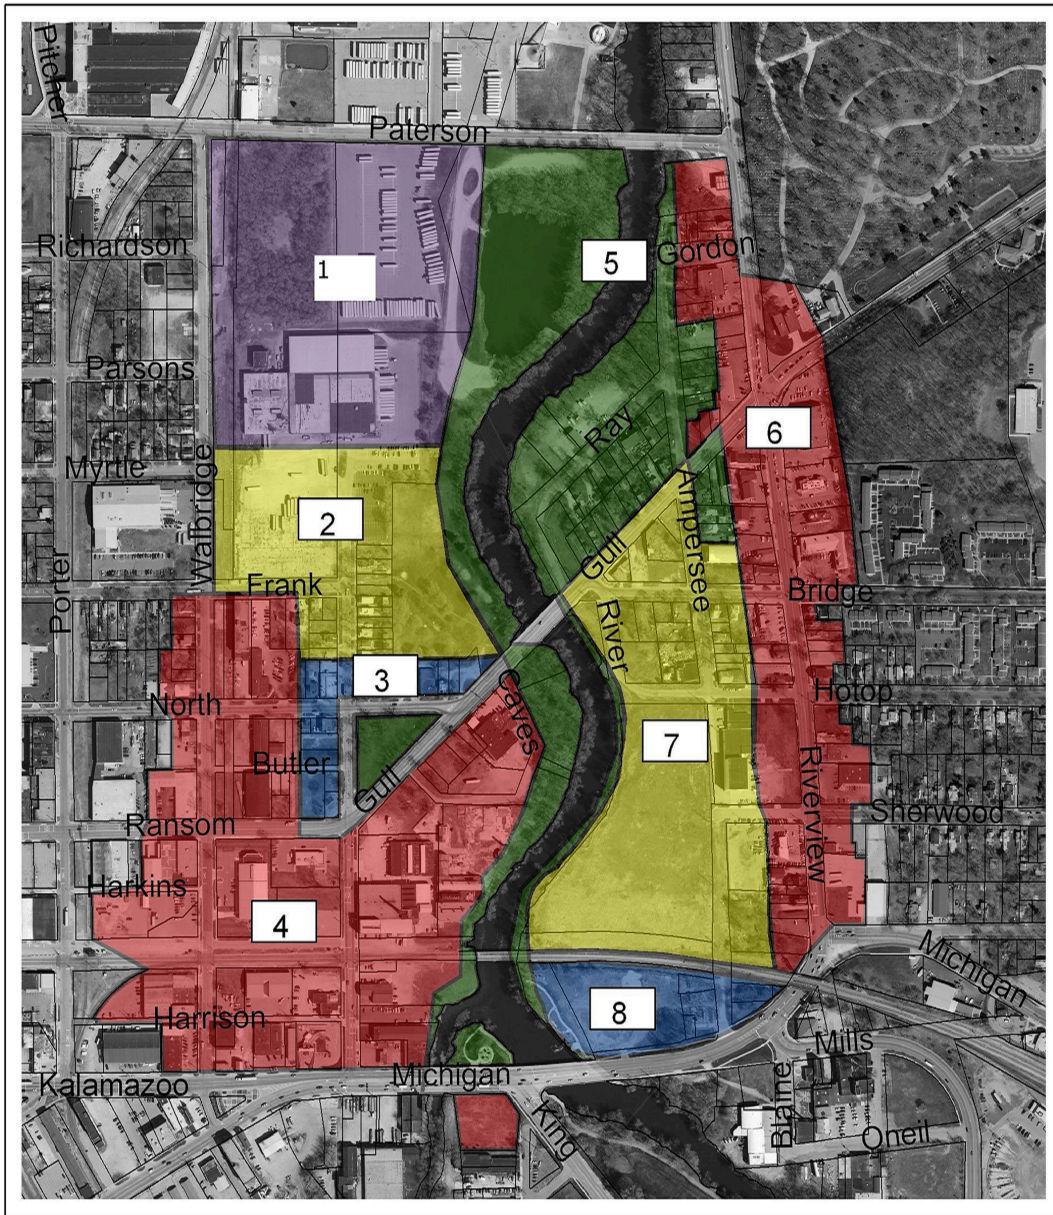 Pitcher
Paterson
Richardson
Gordon
5
1
Parsons
Ray
6
Myrtle
Walbridge
Ampersee
2
Gull
Porter
Frank
Bridge
River
3
North
Caves
Hotop
7
Butler
Gull
Riverview
Ransom
Sherwood
Harkins
4
Michigan
Harrison
8
Mills
Kalamazoo
Michigan
Blaine
King
Oneil